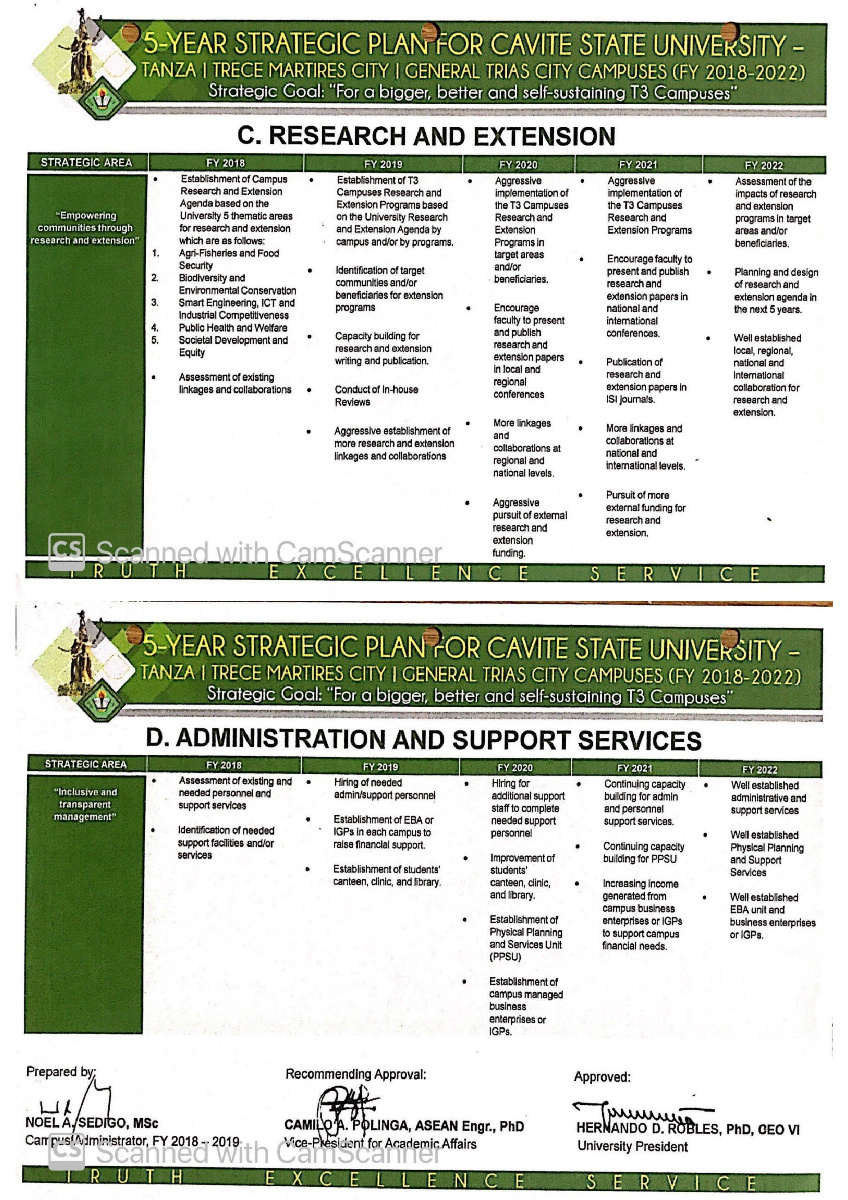 5-YEAR STRATEGIC PLAN FOR CAVITE STATE UNIVERSITY –
TANZA | TRECE MARTIRES CITY | GENERAL TRIAS CITY CAMPUSES (FY 2018-2022)
Strategic Goal: "For a bigger, better and self-sustaining T3 Campuses"
C. RESEARCH AND EXTENSION
STRATEGIC AREA
FY 2018
FY 2019
FY 2020
FY 2021
FY 2022
"Empowering
communities through
research and extension"
• Establishment of Campus
Research and Extension
Agenda based on the
University 5 thematic areas
for research and extension
which are as follows:
1. Agri-Fisheries and Food
Security
2. Biodiversity and
Environmental Conservation
3. Smart Engineering, ICT and
Industrial Competitiveness
4. Public Health and Welfare
5. Societal Development and
Equity
• Assessment of existing
linkages and collaborations
• Establishment of T3
Campuses Research and
Extension Programs based
on the University Research
and Extension Agenda by
campus and/or by programs.
• Identification of target
communities and/or
beneficiaries for extension
programs
• Capacity building for
research and extension
writing and publication.
• Conduct of In-house
Reviews
• Aggressive establishment of
more research and extension
linkages and collaborations
• Aggressive
implementation of
the T3 Campuses
Research and
Extension
Programs in
target areas
and/or
beneficiaries.
• Encourage
faculty to present
and publish
research and
extension papers
in local and
regional
conferences
• More linkages
and
collaborations at
regional and
national levels.
• Aggressive
pursuit of external
research and
extension
funding.
• Aggressive
implementation of
the T3 Campuses
Research and
Extension Programs
• Encourage faculty to
present and publish
research and
extension papers in
national and
international
conferences.
• Publication of
research and
extension papers in
ISI journals.
• More linkages and
collaborations at
national and
international levels.
• Pursuit of more
external funding for
research and
extension.
• Assessment of the
impacts of research
and extension
programs in target
areas and/or
beneficiaries.
• Planning and design
of research and
extension agenda in
the next 5 years.
• Well established
local, regional,
national and
international
collaboration for
research and
extension.
CS Scanned with CamScanner
TRUTH EXCELLENCE SERVICE
5-YEAR STRATEGIC PLAN FOR CAVITE STATE UNIVERSITY –
TANZA | TRECE MARTIRES CITY | GENERAL TRIAS CITY CAMPUSES (FY 2018-2022)
Strategic Goal: "For a bigger, better and self-sustaining T3 Campuses"
D. ADMINISTRATION AND SUPPORT SERVICES
STRATEGIC AREA
FY 2018
FY 2019
FY 2020
FY 2021
FY 2022
"Inclusive and
transparent
management"
• Assessment of existing and
needed personnel and
support services
• Identification of needed
support facilities and/or
services
• Hiring of needed
admin/support personnel
• Establishment of EBA or
IGPs in each campus to
raise financial support.
• Establishment of students'
canteen, clinic, and library.
• Hiring for
additional support
staff to complete
needed support
personnel
• Improvement of
students'
canteen, clinic,
and library.
• Establishment of
Physical Planning
and Services Unit
(PPSU)
• Establishment of
campus managed
business
enterprises or
IGPs.
• Continuing capacity
building for admin
and personnel
support services.
• Continuing capacity
building for PPSU
• Increasing income
generated from
campus business
enterprises or IGPs
to support campus
financial needs.
• Well established
administrative and
support services
• Well established
Physical Planning
and Support
Services
• Well established
EBA unit and
business enterprises
or IGPs.
Prepared by:
NOEL A. SEDIGO, MSc
Campus Administrator, FY 2018 – 2019
Recommending Approval:
CAMILO A. POLINGA, ASEAN Engr., PhD
Vice-President for Academic Affairs
Approved:
HERNANDO D. ROBLES, PhD, CEO VI
University President
CS Scanned with CamScanner
TRUTH EXCELLENCE SERVICE